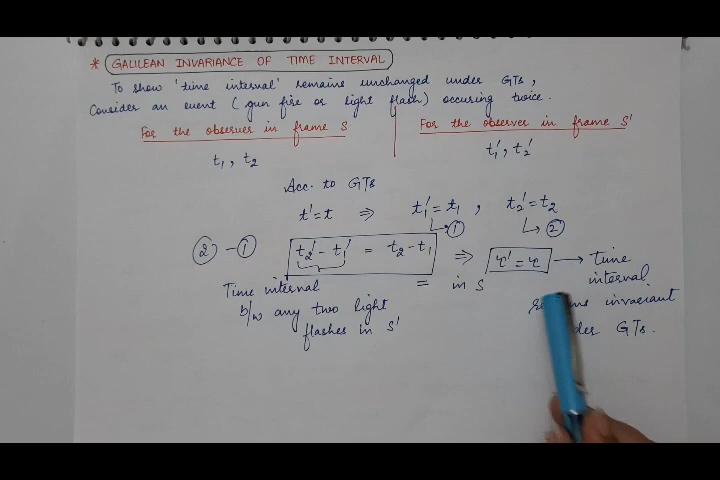 * GALILEAN INVARIANCE OF TIME INTERVAL
To show 'time interval' remains unchanged under GTs,
Consider an event (gun fire or light flash) occuring twice.
For the observer in frame S
For the observer in frame S'
t₁, t₂
t₁', t₂'
Acc. to GTs
t' = t ⇒ t₁' = t₁ , t₂' = t₂
① ②
② - ① t₂' - t₁' = t₂ - t₁ ⇒ τ' = τ → Time
interval
Time interval = in S
b/w any two light invariant
flashes in S' GTs.